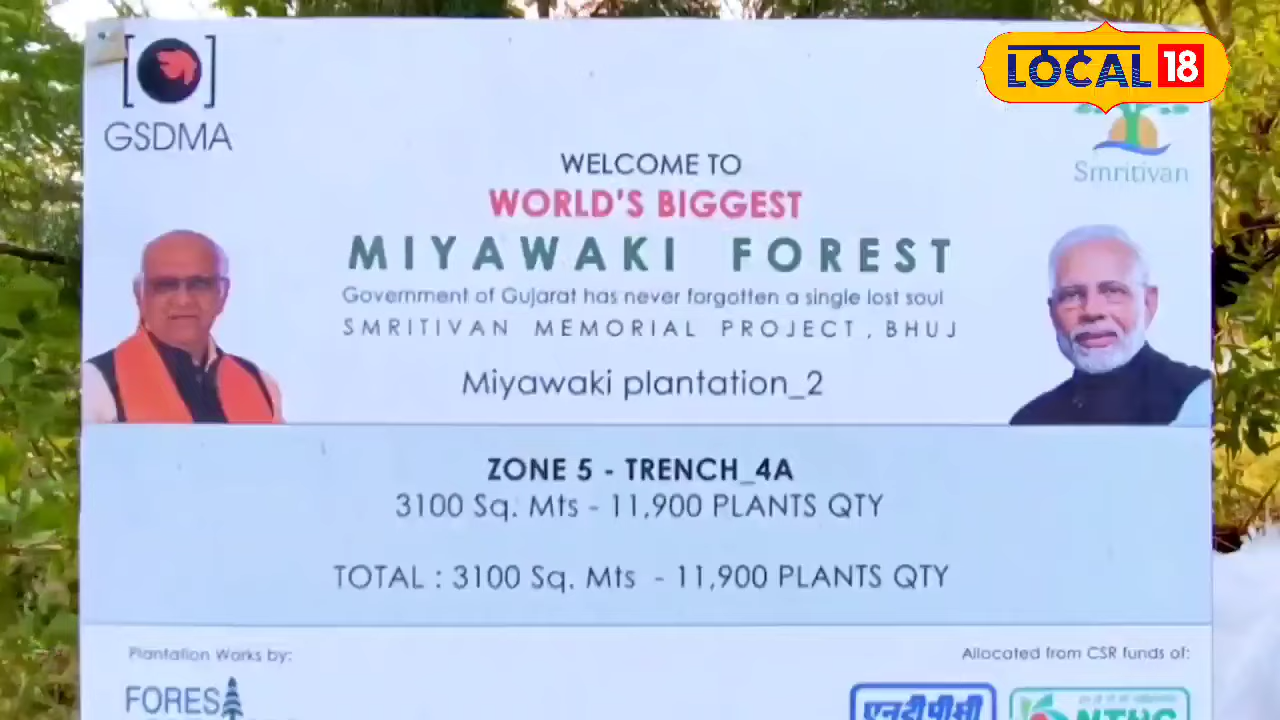 LOCAL 18
GSDMA
Smritivan
WELCOME TO
WORLD'S BIGGEST
MIYAWAKI FOREST
Government of Gujarat has never forgotten a single lost soul
SMRITIVAN MEMORIAL PROJECT, BHUJ
Miyawaki plantation_2
ZONE 5 - TRENCH_4A
3100 Sq. Mts - 11,900 PLANTS QTY
TOTAL : 3100 Sq. Mts - 11,900 PLANTS QTY
Plantation Works by:
FORES
Allocated from CSR funds of:
एनटीपीसी